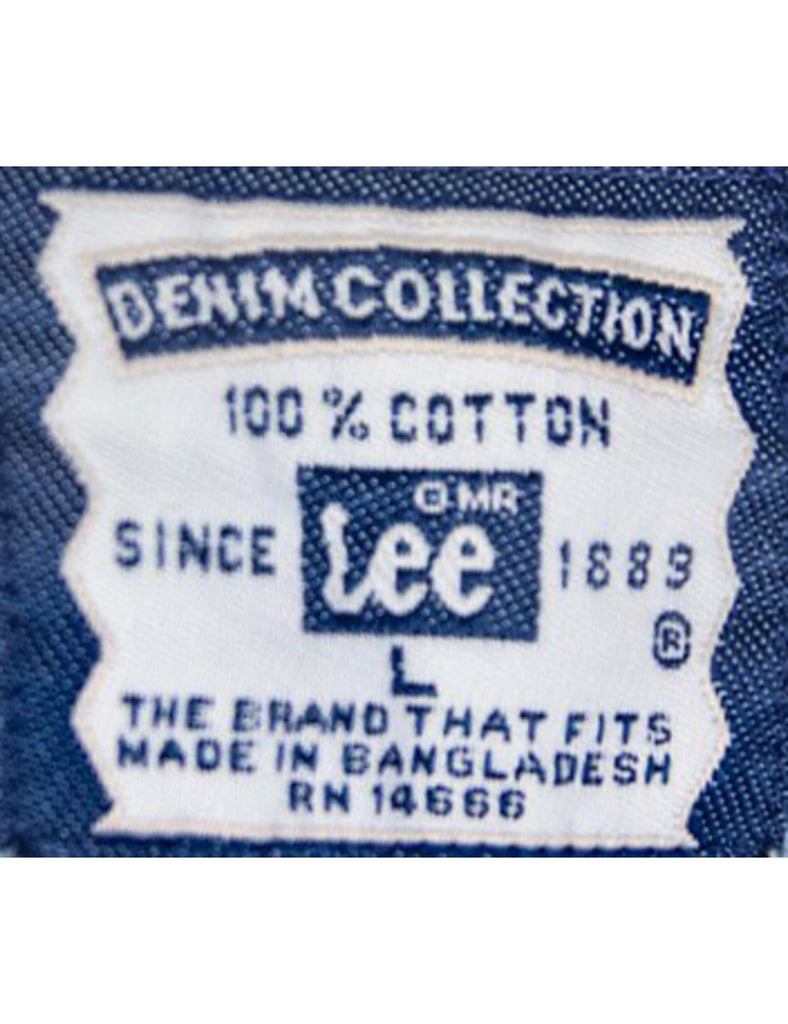 DENIM COLLECTION
100 % COTTON
MR
SINCE Lee 1889
®
L
THE BRAND THAT FITS
MADE IN BANGLADESH
RN 14666